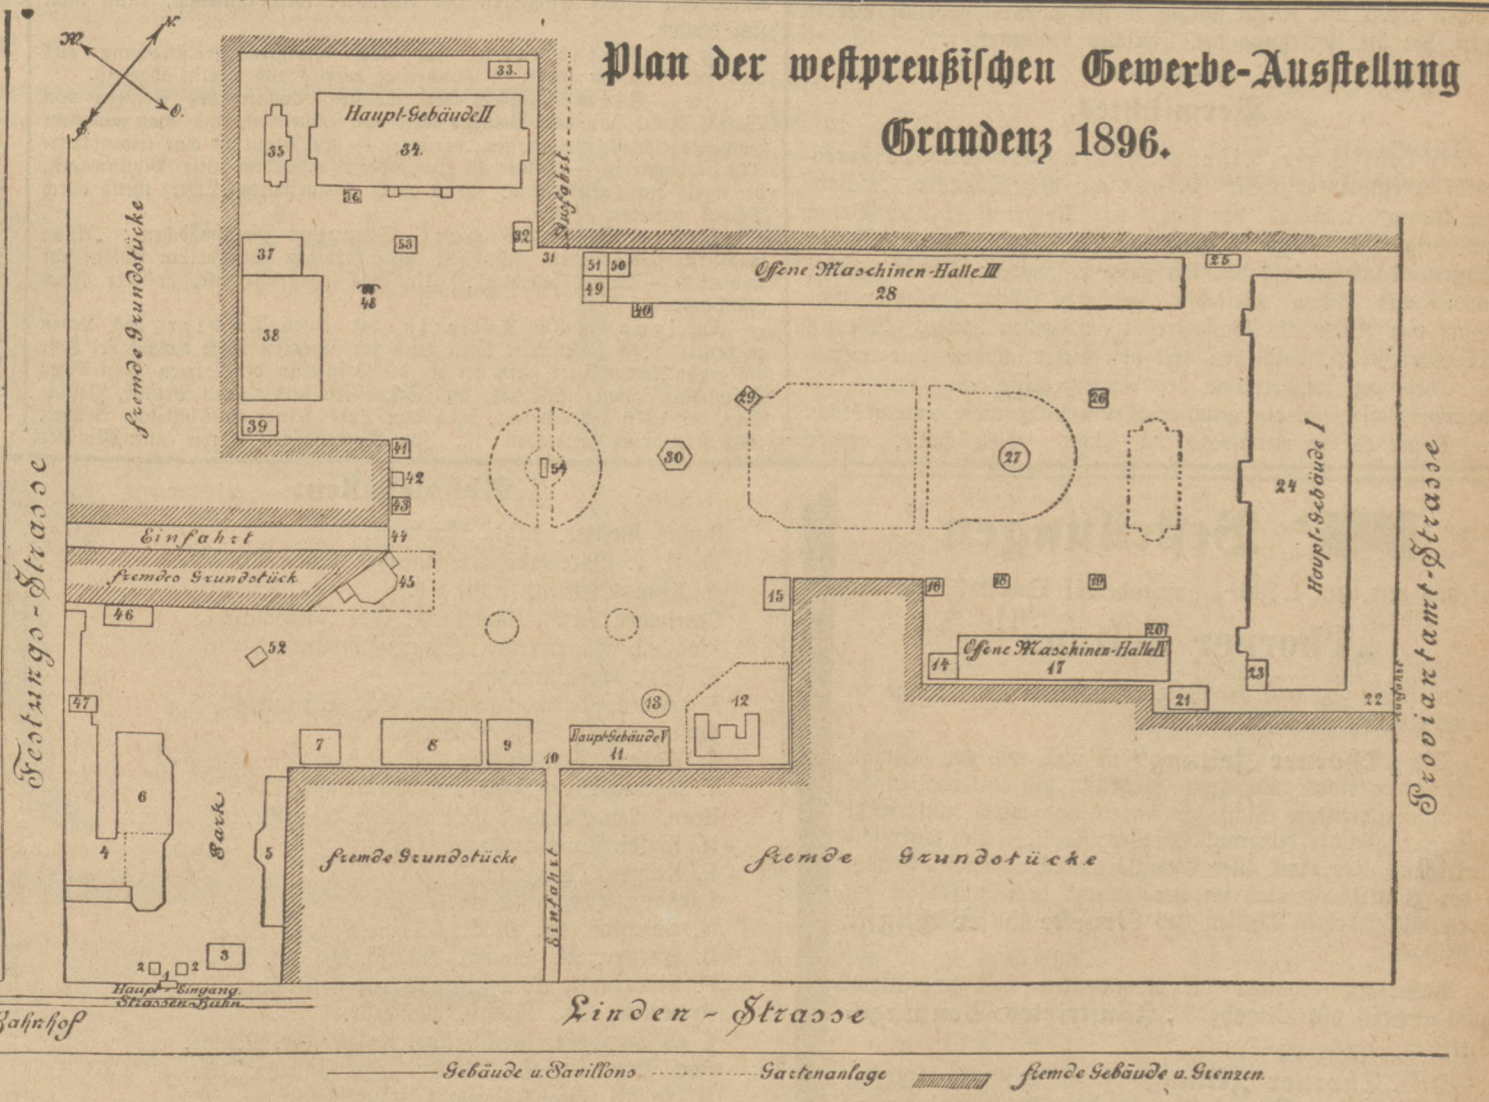 Plan der westpreußischen Gewerbe-Ausstellung
Graudenz 1896.
N.
W.
O.
S.
33.
Haupt-Gebäude II
34.
35
36
Ausfahrt
32
31
53
37
38
48
39
51 50
49
40
Offene Maschinen-Halle III
28
25
fremde Grundstücke
29
26
30
27
54
24
Haupt-Gebäude I
41
42
43
44
Einfahrt
fremdes Grundstück
45
46
52
47
15
16
18
19
20
Offene Maschinen-Halle IV
14
17
21
23
22
Ausfahrt
13
12
7
8
9
10
Haupt-Gebäude V
11.
6
4
Park
5
fremde Grundstücke
Einfahrt
fremde Grundstücke
3
2
1
2
Haupt-Eingang.
Strassen-Bahn.
Bahnhof
Festungs-Strasse
Proviantamt-Strasse
Linden-Strasse
Gebäude u. Pavillons
Gartenanlage
fremde Gebäude u. Grenzen.